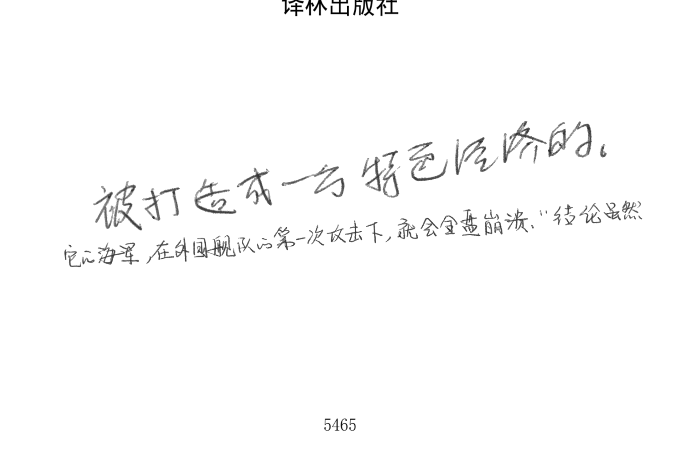 译林出版社
被打造成一台特色经济的。
它的海军,在外国舰队的第一次攻击下,就会全盘崩溃。”结论虽然
5465